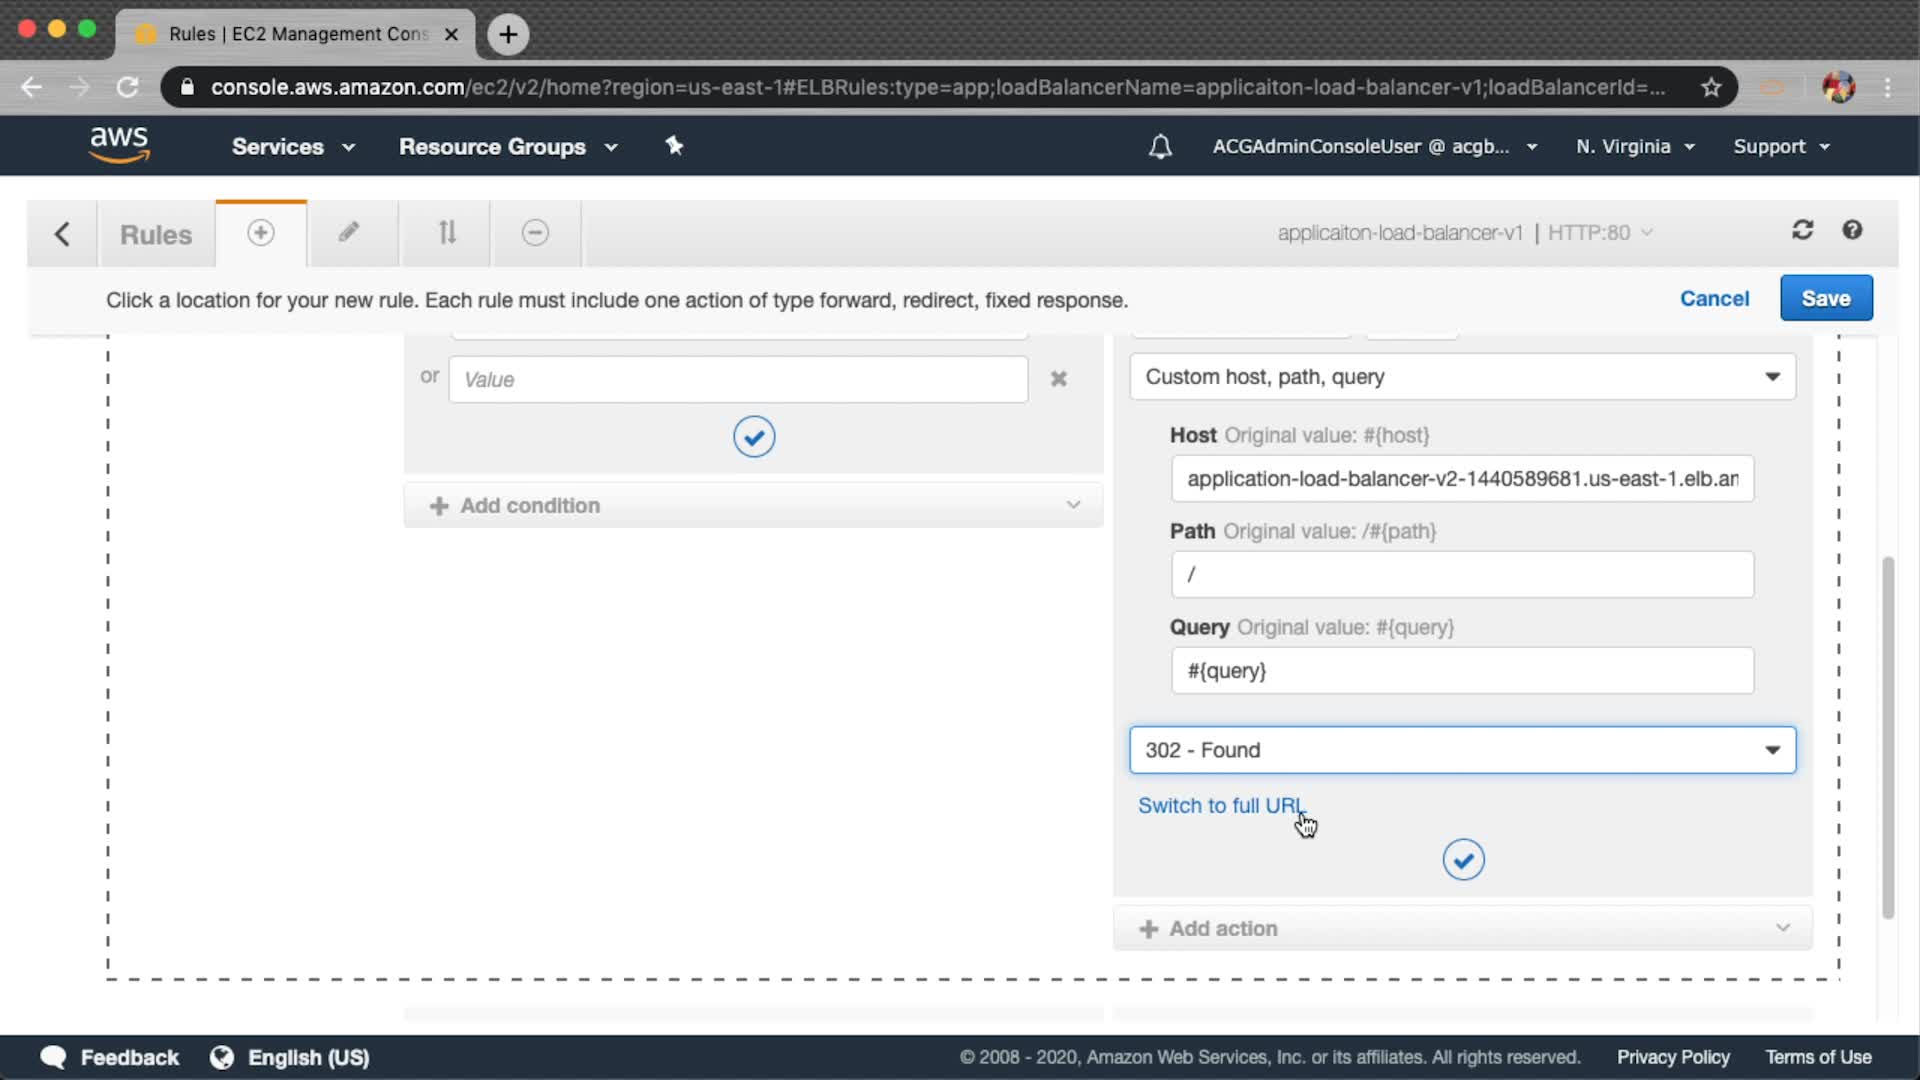 Rules | EC2 Management Cons
console.aws.amazon.com/ec2/v2/home?region=us-east-1#ELBRules:type=app;loadBalancerName=applicaiton-load-balancer-v1;loadBalancerId=...
aws Services Resource Groups ACGAdminConsoleUser @ acgb... N. Virginia Support
Rules applicaiton-load-balancer-v1 | HTTP:80
Click a location for your new rule. Each rule must include one action of type forward, redirect, fixed response. Cancel Save
or Value
Add condition
Custom host, path, query
Host Original value: #{host}
application-load-balancer-v2-1440589681.us-east-1.elb.am
Path Original value: /#{path}
/
Query Original value: #{query}
#{query}
302 - Found
Switch to full URL
Add action
Feedback English (US) © 2008 - 2020, Amazon Web Services, Inc. or its affiliates. All rights reserved. Privacy Policy Terms of Use